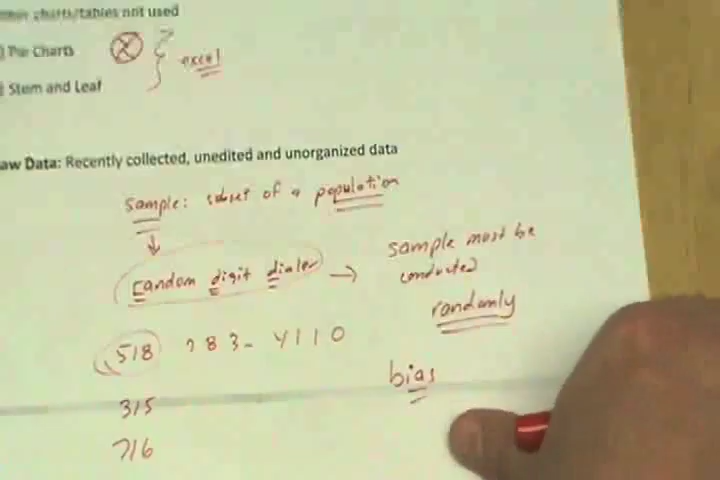 charts/tables not used
Pie Charts
excel
Stem and Leaf
aw Data: Recently collected, unedited and unorganized data
sample: subset of a population
sample must be
conducted
random digit dialer
randomly
518 783-4110
bias
315
716